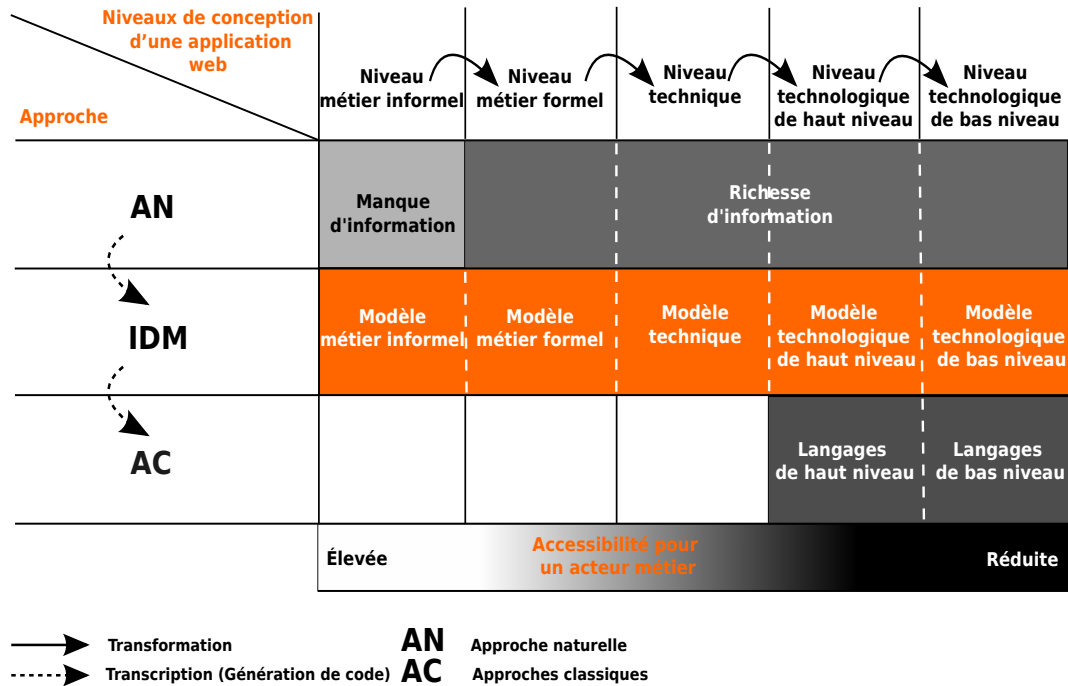 Niveaux de conception
d’une application
web
Approche
Niveau
métier informel
Niveau
métier formel
Niveau
technique
Niveau
technologique
de haut niveau
Niveau
technologique
de bas niveau
AN
Manque
d'information
Richesse
d'information
IDM
Modèle
métier informel
Modèle
métier formel
Modèle
technique
Modèle
technologique
de haut niveau
Modèle
technologique
de bas niveau
AC
Langages
de haut niveau
Langages
de bas niveau
Élevée
Accessibilité pour
un acteur métier
Réduite
Transformation
AN Approche naturelle
Transcription (Génération de code)
AC Approches classiques